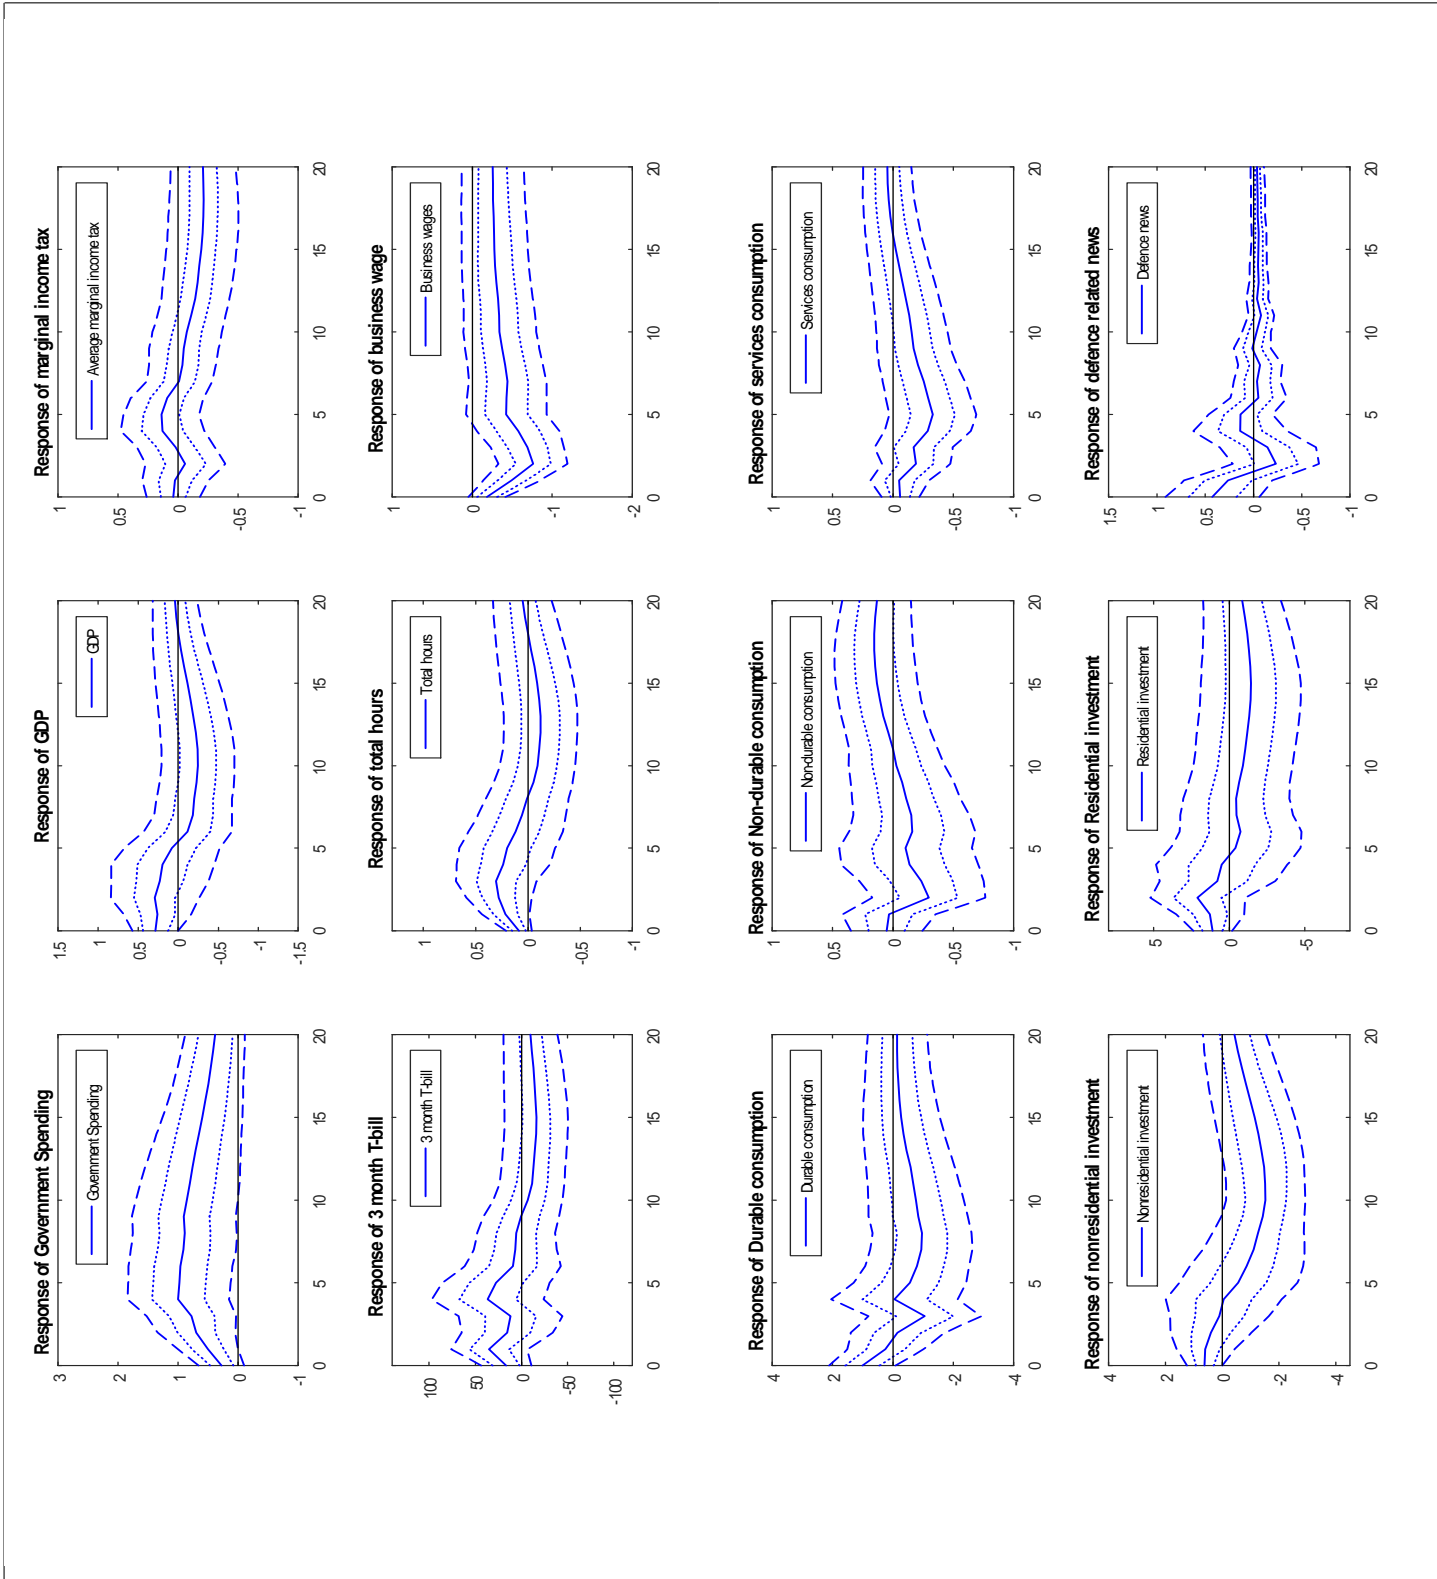 Response of Government Spending
Government Spending
3
2
1
0
-1
0 5 10 15 20
Response of GDP
GDP
1.5
1
0.5
0
-0.5
-1
-1.5
0 5 10 15 20
Response of marginal income tax
Average marginal income tax
1
0.5
0
-0.5
-1
0 5 10 15 20
Response of 3 month T-bill
3 month T-bill
100
50
0
-50
-100
0 5 10 15 20
Response of total hours
Total hours
1
0.5
0
-0.5
0 5 10 15 20
Response of business wage
Business wages
1
0
-1
-2
0 5 10 15 20
Response of Durable consumption
Durable consumption
4
2
0
-2
-4
0 5 10 15 20
Response of Non-durable consumption
Non-durable consumption
1
0.5
0
-0.5
-1
0 5 10 15 20
Response of services consumption
Services consumption
1
0.5
0
-0.5
-1
0 5 10 15 20
Response of nonresidential investment
Nonresidential investment
4
2
0
-2
-4
0 5 10 15 20
Response of Residential investment
Residential investment
5
0
-5
0 5 10 15 20
Response of defence related news
Defence news
1.5
1
0.5
0
-0.5
-1
0 5 10 15 20